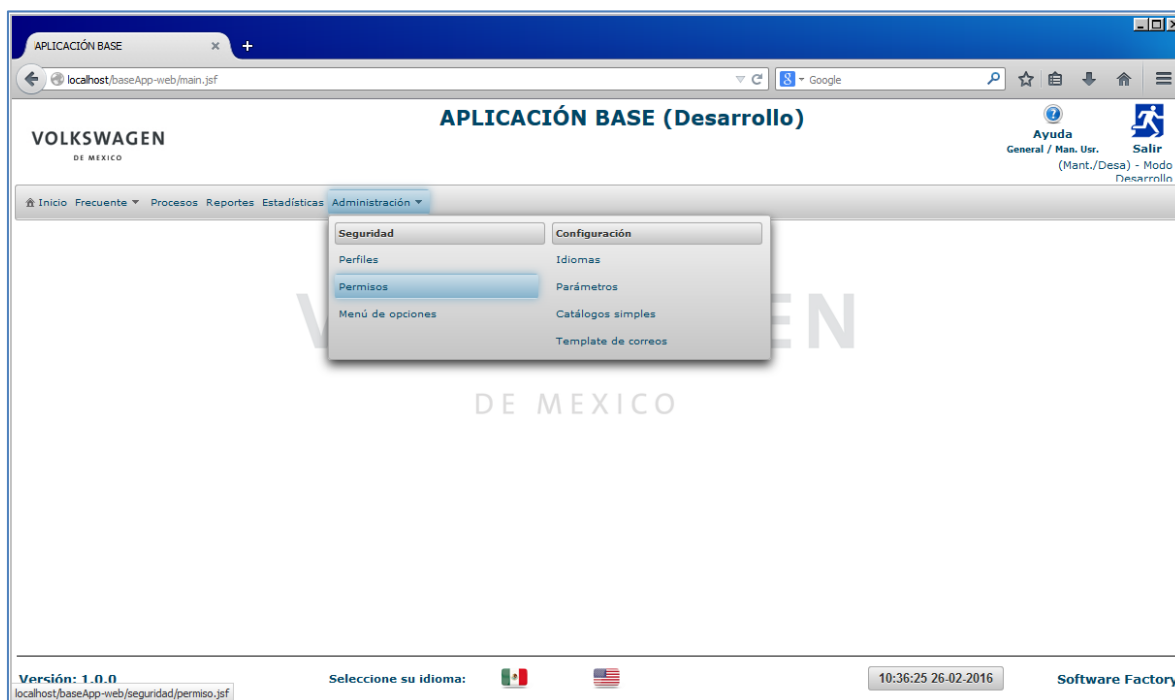 APLICACIÓN BASE
localhost/baseApp-web/main.jsf
Google
VOLKSWAGEN
DE MEXICO
APLICACIÓN BASE (Desarrollo)
Ayuda
General / Man. Usr.
Salir
(Mant./Desa) - Modo
Desarrollo
Inicio Frecuente Procesos Reportes Estadísticas Administración
Seguridad
Perfiles
Permisos
Menú de opciones
Configuración
Idiomas
Parámetros
Catálogos simples
Template de correos
V EN
DE MEXICO
Versión: 1.0.0
Seleccione su idioma:
10:36:25 26-02-2016
Software Factory
localhost/baseApp-web/seguridad/permiso.jsf